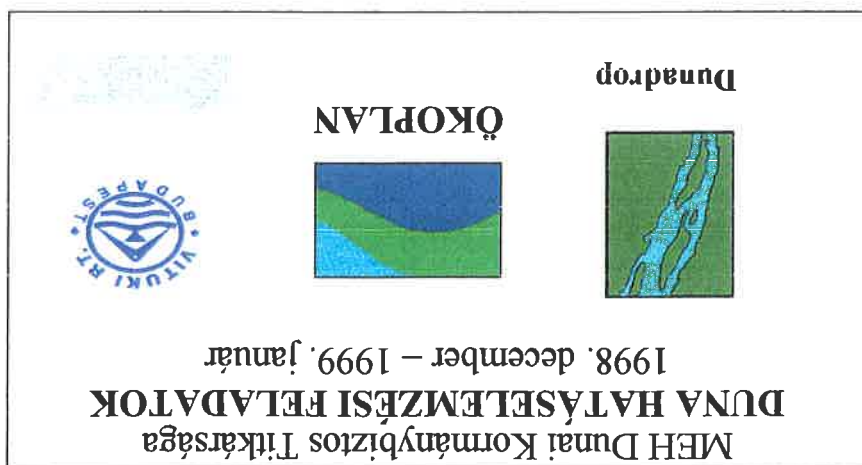 MEH Dunai Kormánybiztos Titkársága
DUNA HATÁSELEMZÉSI FELADATOK
1998. december – 1999. január
VITUKI RT.
• BUDAPEST •
ÖKOPLAN
Dunadrop